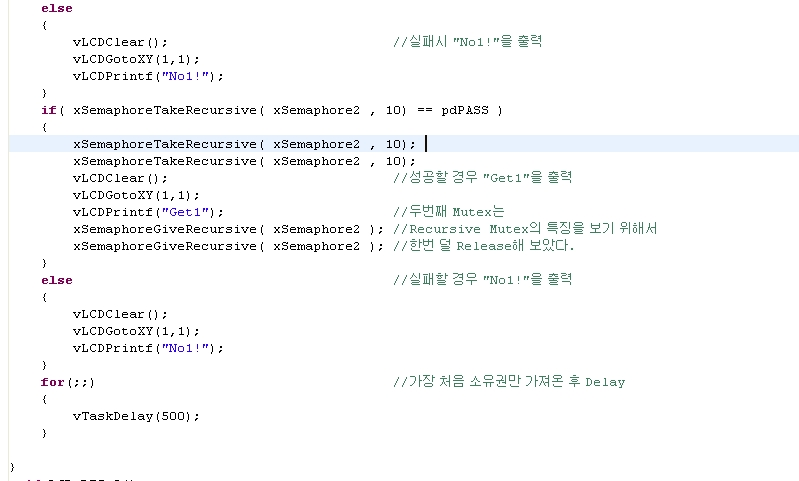 else
{
vLCDClear(); //실패시 "No1!"을 출력
vLCDGotoXY(1,1);
vLCDPrintf("No1!");
}
if( xSemaphoreTakeRecursive( xSemaphore2 , 10) == pdPASS )
{
xSemaphoreTakeRecursive( xSemaphore2 , 10);
xSemaphoreTakeRecursive( xSemaphore2 , 10);
vLCDClear(); //성공할 경우 "Get1"을 출력
vLCDGotoXY(1,1);
vLCDPrintf("Get1"); //두번째 Mutex는
xSemaphoreGiveRecursive( xSemaphore2 ); //Recursive Mutex의 특징을 보기 위해서
xSemaphoreGiveRecursive( xSemaphore2 ); //한번 덜 Release해 보았다.
}
else //실패할 경우 "No1!"을 출력
{
vLCDClear();
vLCDGotoXY(1,1);
vLCDPrintf("No1!");
}
for(;;) //가장 처음 소유권만 가져온 후 Delay
{
vTaskDelay(500);
}
}